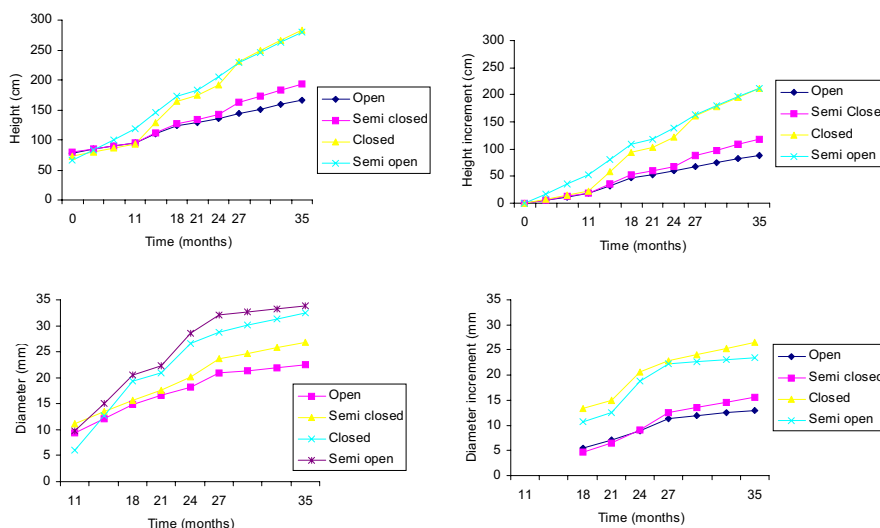 300
250
200
150
100
50
0
Height (cm)
0 11 18 21 24 27 35
Time (months)
Open
Semi closed
Closed
Semi open
300
250
200
150
100
50
0
Height increment (cm)
0 11 18 21 24 27 35
Time (months)
Open
Semi Closed
Closed
Semi open
35
30
25
20
15
10
5
0
Diameter (mm)
11 18 21 24 27 35
Time (months)
Open
Semi closed
Closed
Semi open
35
30
25
20
15
10
5
0
Diameter increment (mm
11 18 21 24 27 35
Time (months)
Open
Semi closed
Closed
Semi open